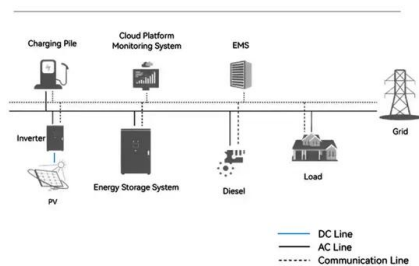 Charging Pile
Cloud Platform
Monitoring System
EMS
Grid
Inverter
PV
Energy Storage System
Diesel
Load
DC Line
AC Line
Communication Line